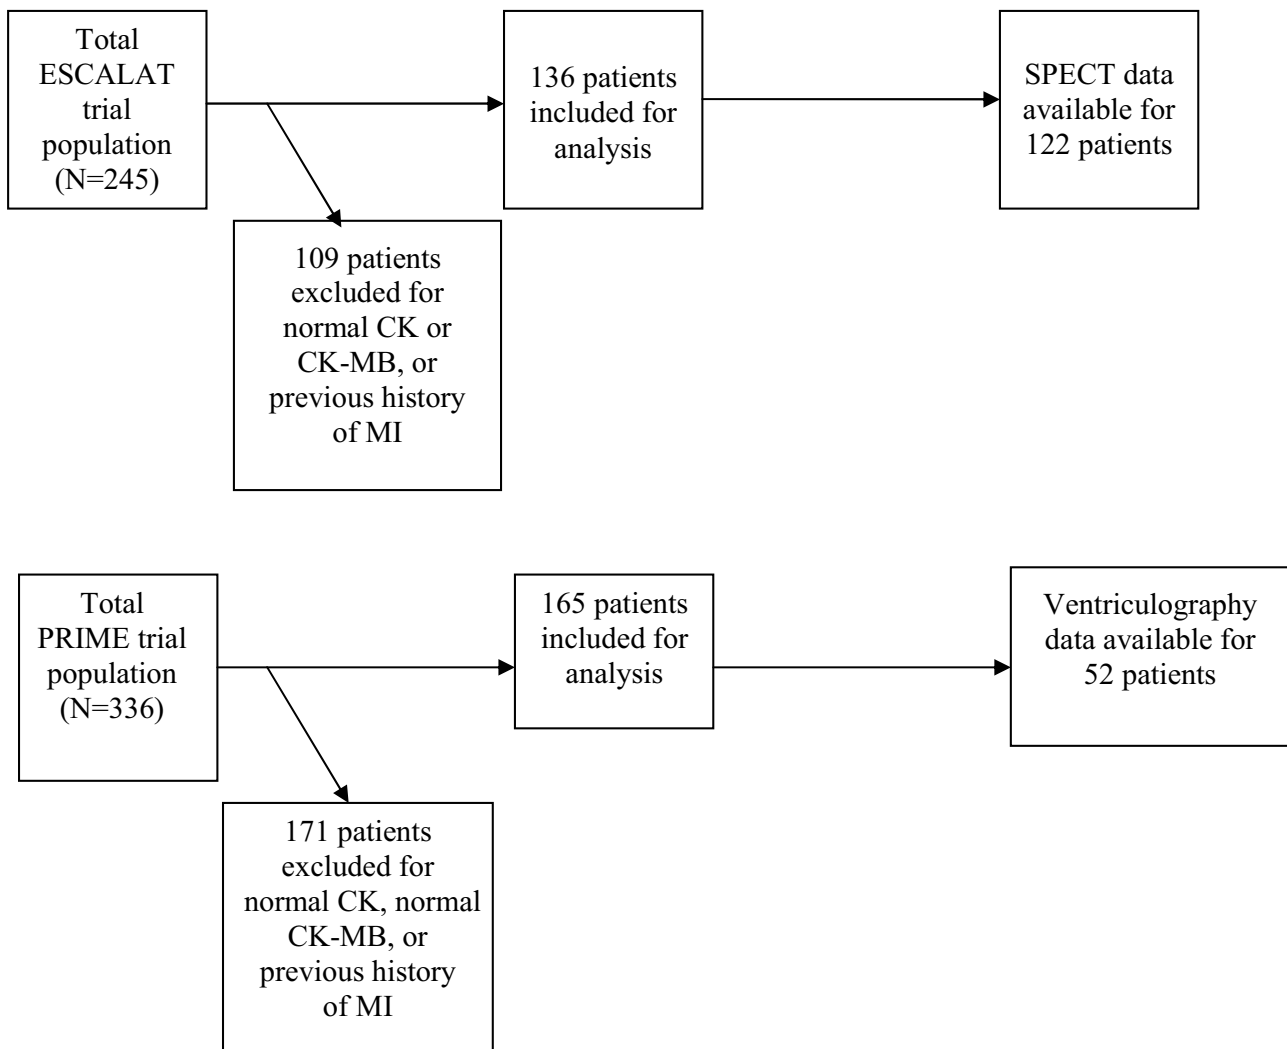 Total
ESCALAT
trial
population
(N=245)
136 patients
included for
analysis
SPECT data
available for
122 patients
109 patients
excluded for
normal CK or
CK-MB, or
previous history
of MI
Total
PRIME trial
population
(N=336)
165 patients
included for
analysis
Ventriculography
data available for
52 patients
171 patients
excluded for
normal CK, normal
CK-MB, or
previous history
of MI